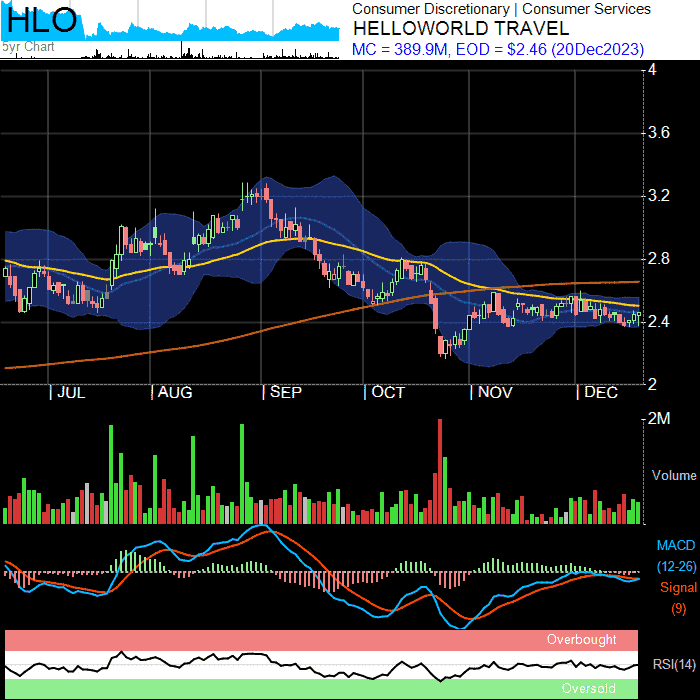 HLO
5yr Chart
Consumer Discretionary | Consumer Services
HELLOWORLD TRAVEL
MC = 389.9M, EOD = $2.46 (20Dec2023)
4
3.6
3.2
2.8
2.4
2
| JUL | AUG | SEP | OCT | NOV | DEC
2M
Volume
MACD
(12-26)
Signal
(9)
Overbought
RSI(14)
Oversold